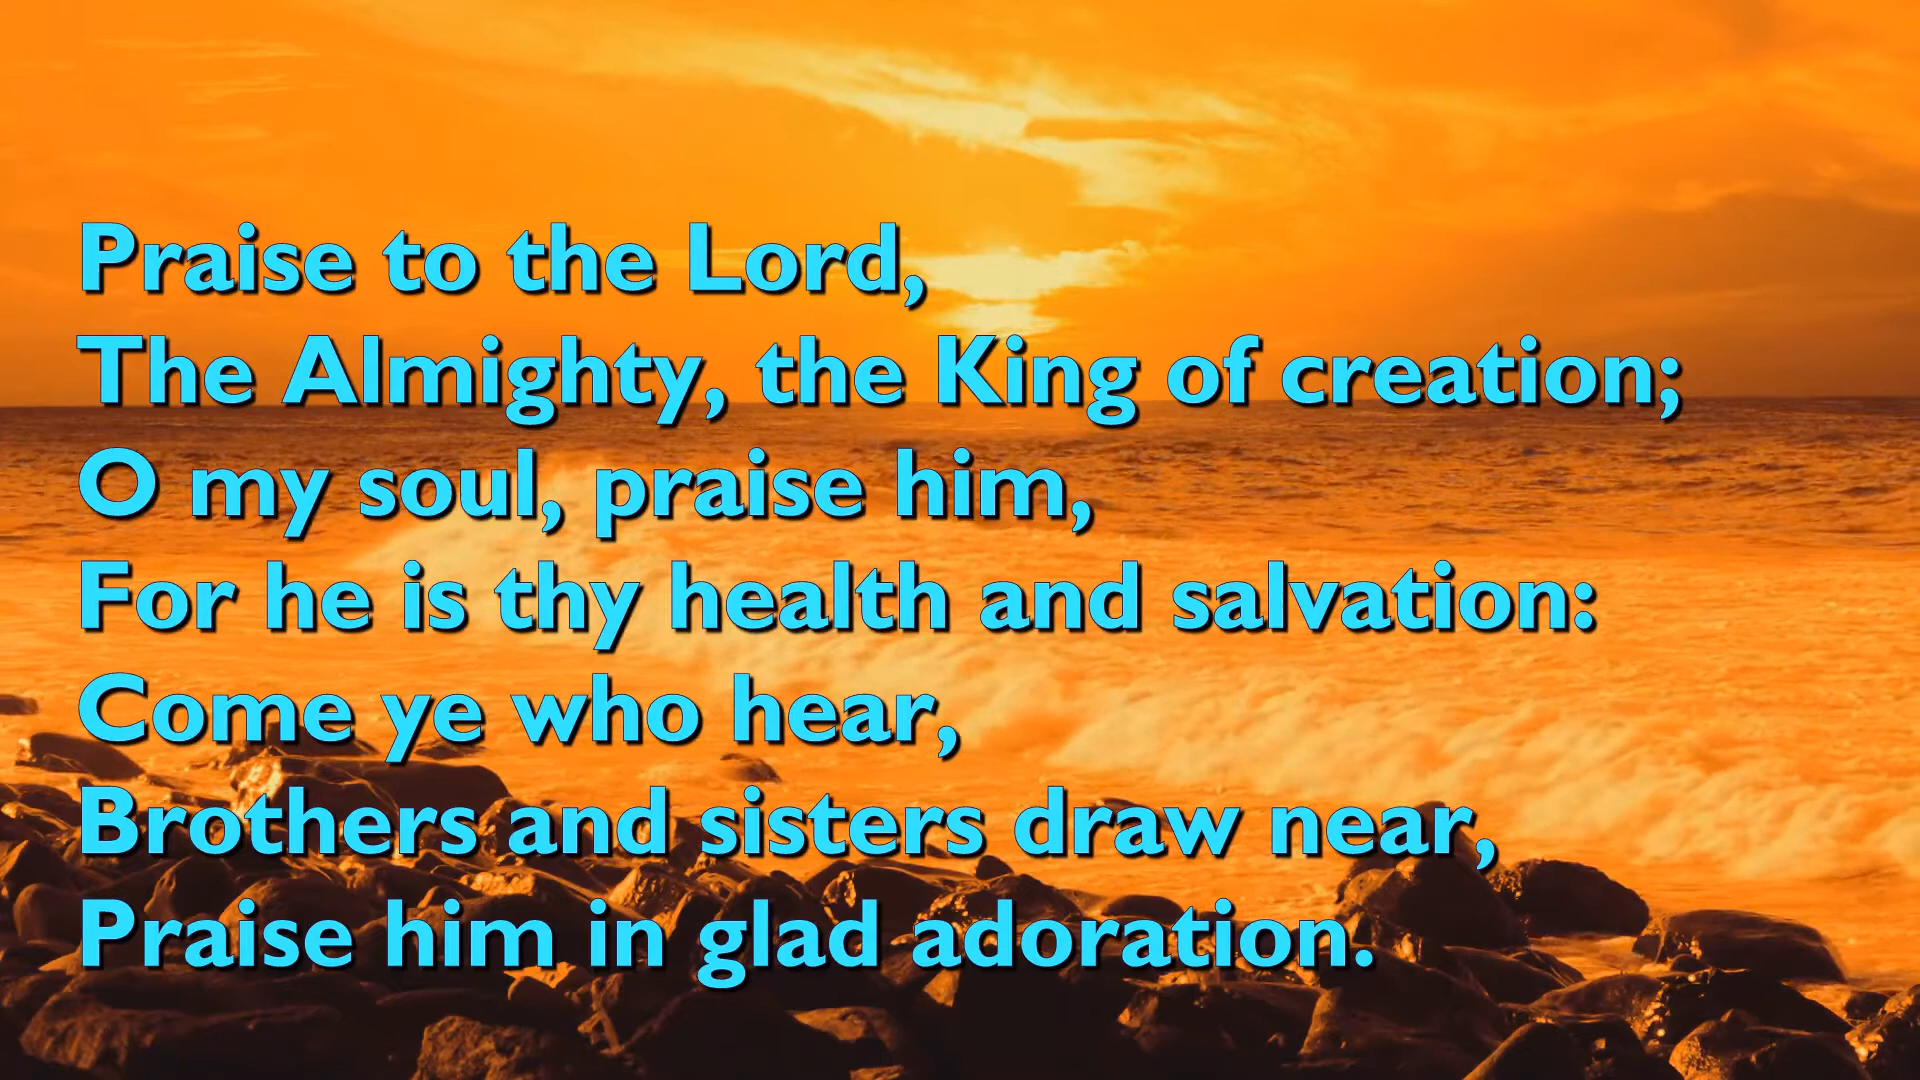 Praise to the Lord,
The Almighty, the King of creation;
O my soul, praise him,
For he is thy health and salvation:
Come ye who hear,
Brothers and sisters draw near,
Praise him in glad adoration.